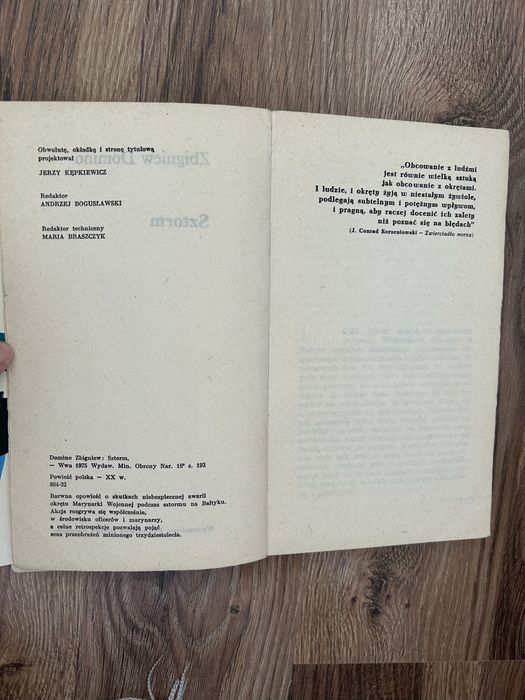 Obwolutę, okładkę i stronę tytułową
projektował
JERZY KĘPKIEWICZ
Redaktor
ANDRZEJ BOGUSŁAWSKI
Redaktor techniczny
MARIA BRASZCZYK
Zbigniew Domino
Sztorm
Domino Zbigniew: Sztorm.
— Wwa 1975 Wydaw. Min. Obrony Nar. 16° s. 192
Powieść polska — XX w.
884-32
Barwna opowieść o skutkach niebezpiecznej awarii
okrętu Marynarki Wojennej podczas sztormu na Bałtyku.
Akcja rozgrywa się współcześnie,
w środowisku oficerów i marynarzy,
a celne retrospekcje pozwalają pojąć
sens przeobrażeń minionego trzydziestolecia.
„Obcowanie z ludźmi
jest równie wielką sztuką
jak obcowanie z okrętami.
I ludzie, i okręty żyją w niestałym żywiole,
podlegają subtelnym i potężnym wpływom,
i pragną, aby raczej docenić ich zalety
niż poznać się na błędach”
(J. Conrad Korzeniowski — Zwierciadło morza)